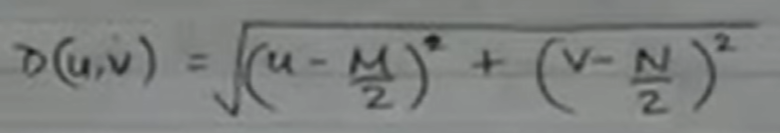 D(u,v) = √((u - M/2)² + (v - N/2)²)